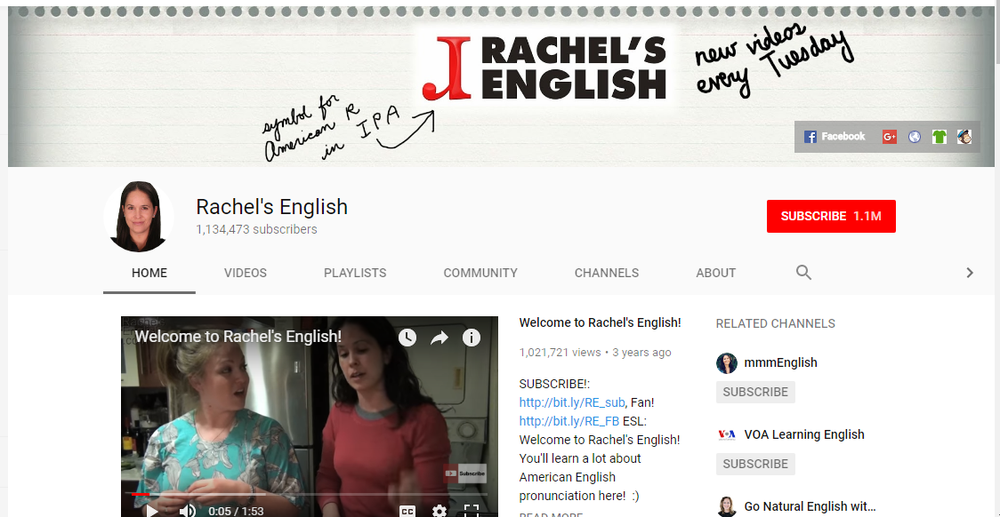 RACHEL'S
ENGLISH
new videos
every Tuesday
symbol for
American R
in IPA
Facebook
G+
Rachel's English
1,134,473 subscribers
SUBSCRIBE 1.1M
HOME VIDEOS PLAYLISTS COMMUNITY CHANNELS ABOUT
Welcome to Rachel's English!
Subscribe
0:05 / 1:53
CC
Welcome to Rachel's English!
1,021,721 views • 3 years ago
SUBSCRIBE!:
http://bit.ly/RE_sub, Fan!
http://bit.ly/RE_FB ESL:
Welcome to Rachel's English!
You'll learn a lot about
American English
pronunciation here! :)
READ MORE
RELATED CHANNELS
mmmEnglish
SUBSCRIBE
VOA
VOA Learning English
SUBSCRIBE
Go Natural English wit...